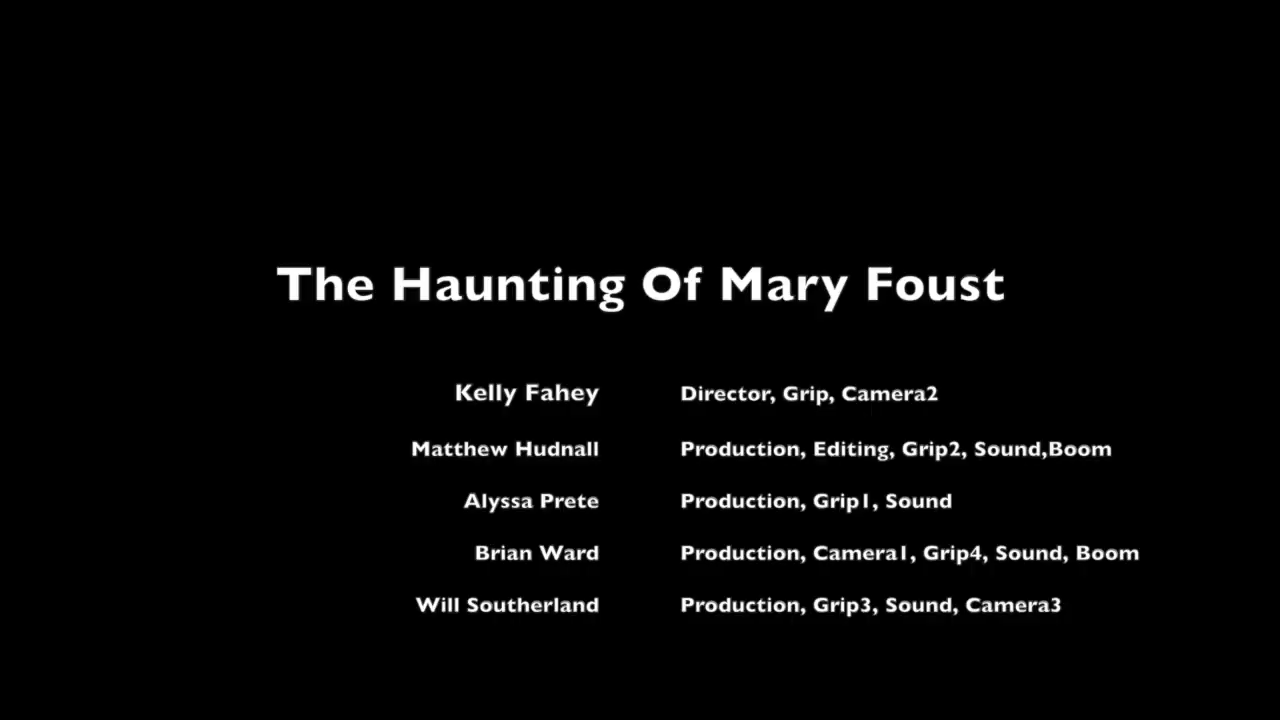 The Haunting Of Mary Foust
Kelly Fahey Director, Grip, Camera2
Matthew Hudnall Production, Editing, Grip2, Sound,Boom
Alyssa Prete Production, Grip1, Sound
Brian Ward Production, Camera1, Grip4, Sound, Boom
Will Southerland Production, Grip3, Sound, Camera3